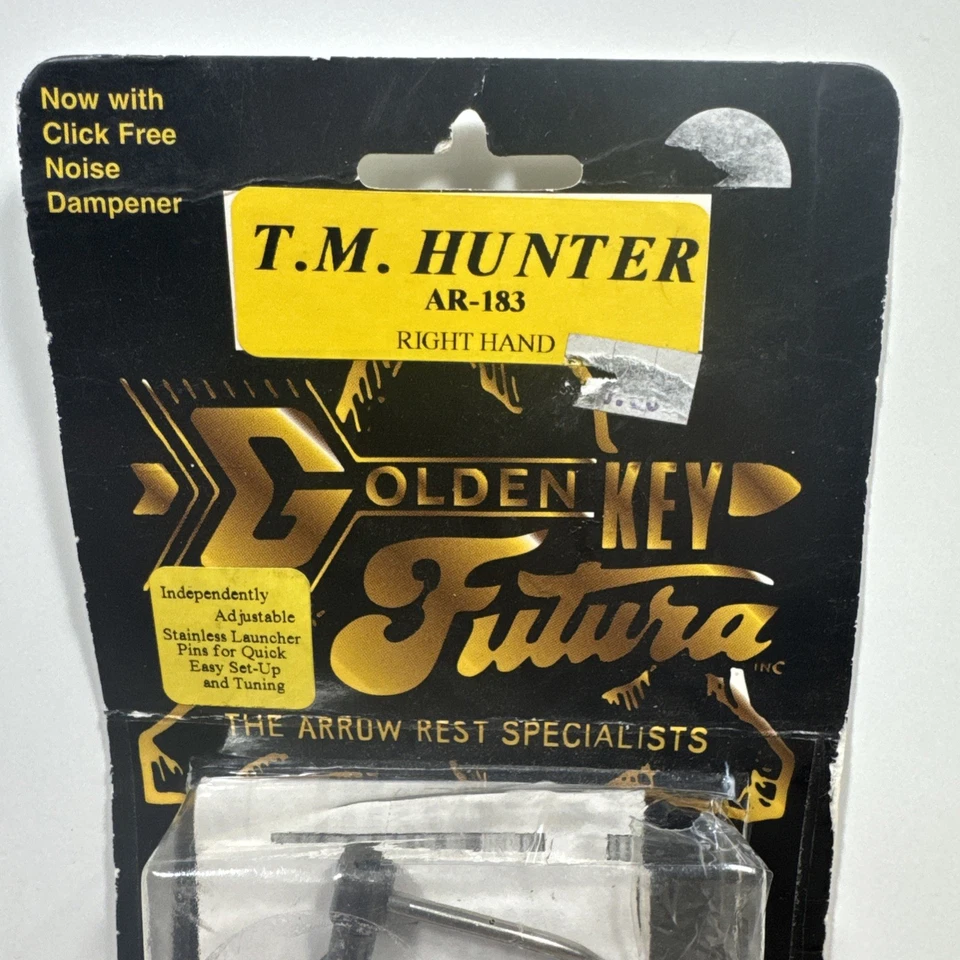 Now with
Click Free
Noise
Dampener
T.M. HUNTER
AR-183
RIGHT HAND
GOLDEN KEY
Futura
INC
Independently
Adjustable
Stainless Launcher
Pins for Quick
Easy Set-Up
and Tuning
THE ARROW REST SPECIALISTS